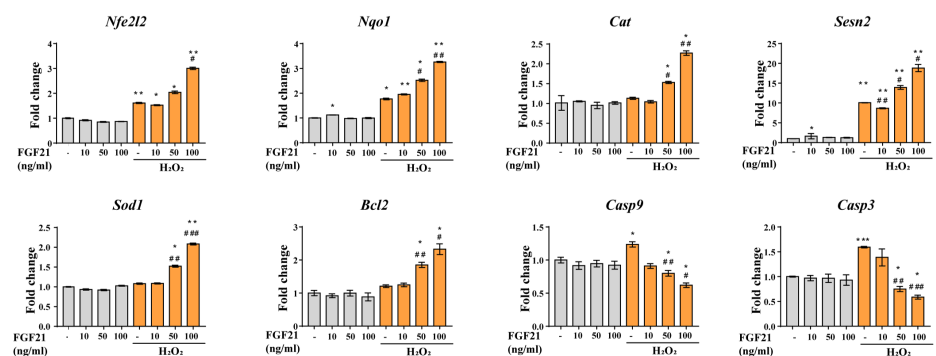 Nfe2l2
Fold change
4
3
2
1
0
** * * ** #
FGF21 - 10 50 100 - 10 50 100
(ng/ml) H₂O₂
Nqo1
Fold change
4
3
2
1
0
* * ** * # ** ##
FGF21 - 10 50 100 - 10 50 100
(ng/ml) H₂O₂
Cat
Fold change
2.5
2.0
1.5
1.0
0.5
0.0
* # * ##
FGF21 - 10 50 100 - 10 50 100
(ng/ml) H₂O₂
Sesn2
Fold change
25
20
15
10
5
0
* ** ** ## ** # ** #
FGF21 - 10 50 100 - 10 50 100
(ng/ml) H₂O₂
Sod1
Fold change
2.5
2.0
1.5
1.0
0.5
0.0
* ## ** ###
FGF21 - 10 50 100 - 10 50 100
(ng/ml) H₂O₂
Bcl2
Fold change
3
2
1
0
* ## * #
FGF21 - 10 50 100 - 10 50 100
(ng/ml) H₂O₂
Casp9
Fold change
1.5
1.0
0.5
0.0
* * ## * #
FGF21 - 10 50 100 - 10 50 100
(ng/ml) H₂O₂
Casp3
Fold change
2.0
1.5
1.0
0.5
0.0
*** * ## * ###
FGF21 - 10 50 100 - 10 50 100
(ng/ml) H₂O₂